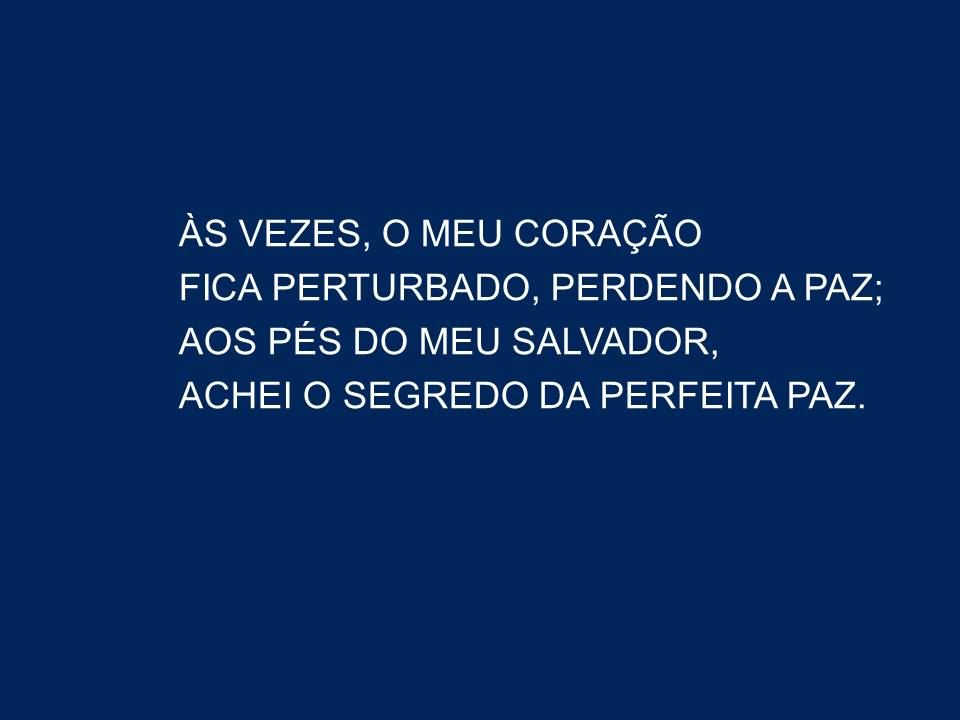 ÀS VEZES, O MEU CORAÇÃO
FICA PERTURBADO, PERDENDO A PAZ;
AOS PÉS DO MEU SALVADOR,
ACHEI O SEGREDO DA PERFEITA PAZ.